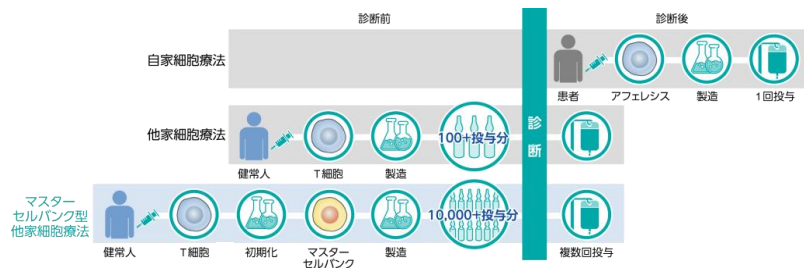 診断前
診断後
自家細胞療法
患者
アフェレシス
製造
1回投与
他家細胞療法
100+投与分
健常人
T細胞
製造
診断
マスター
セルバンク型
他家細胞療法
10,000+投与分
健常人
T細胞
初期化
マスター
セルバンク
製造
複数回投与